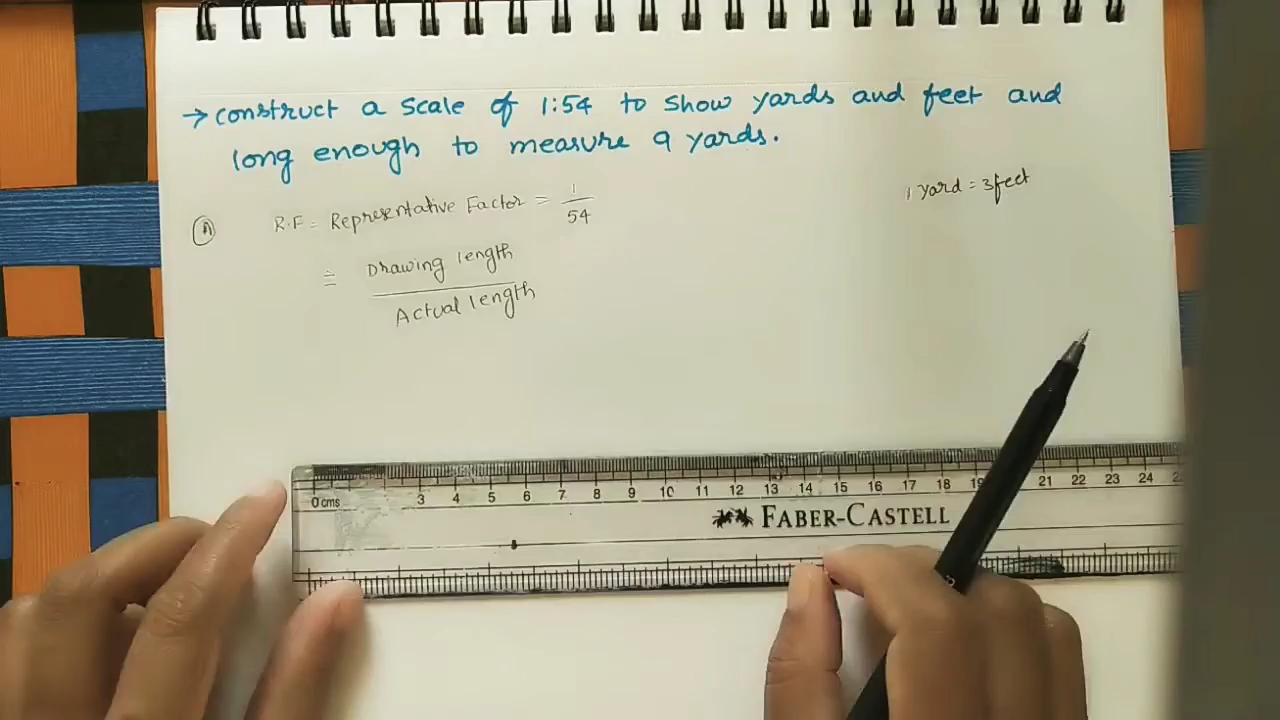 → construct a scale of 1:54 to show yards and feet and
long enough to measure 9 yards.
1 yard = 3feet
R.F = Representative Factor = 1/54
= Drawing length
Actual length
0 cms 3 4 5 6 7 8 9 10 11 12 13 14 15 16 17 18 19 21 22 23 24
FABER-CASTELL